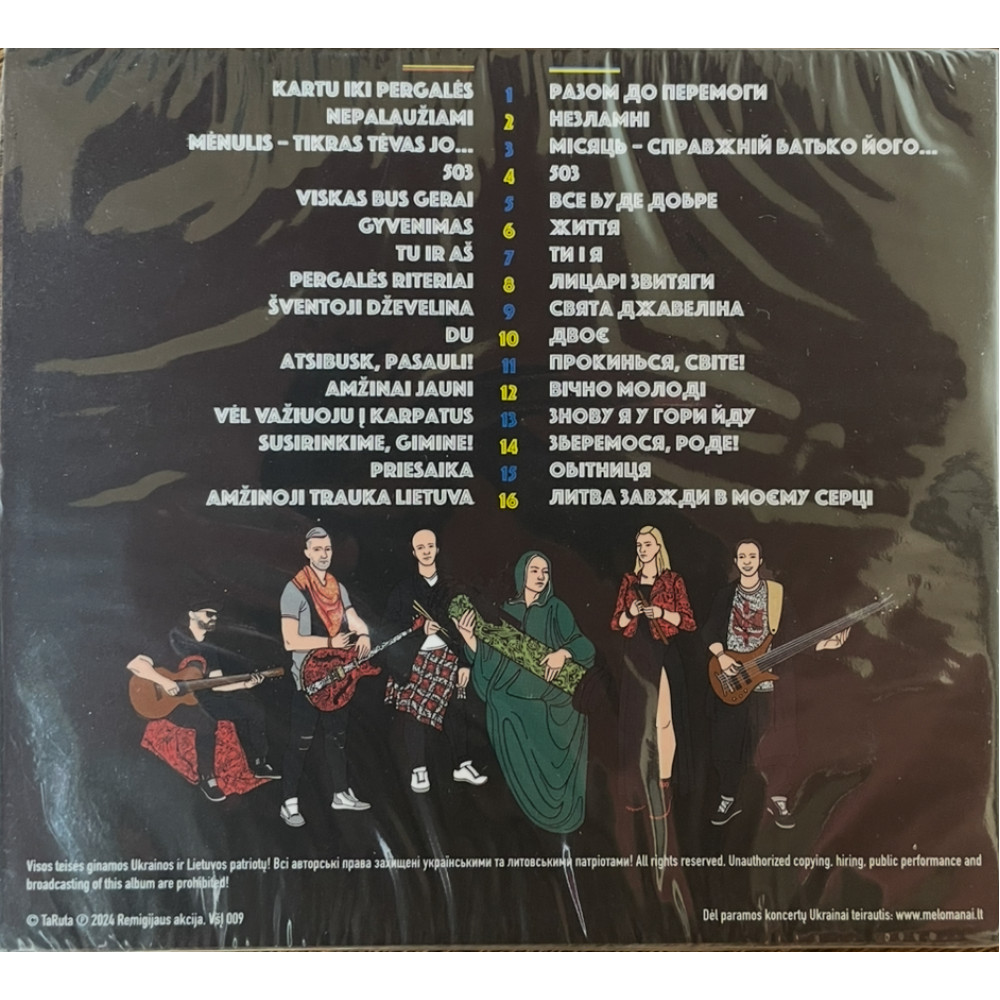 KARTU IKI PERGALĖS 1 РАЗОМ ДО ПЕРЕМОГИ
NEPALAUŽIAMI 2 НЕЗЛАМНІ
MĖNULIS – TIKRAS TĖVAS JO... 3 МІСЯЦЬ – СПРАВЖНІЙ БАТЬКО ЙОГО...
503 4 503
VISKAS BUS GERAI 5 ВСЕ БУДЕ ДОБРЕ
GYVENIMAS 6 ЖИТТЯ
TU IR AŠ 7 ТИ І Я
PERGALĖS RITERIAI 8 ЛИЦАРІ ЗВИТЯГИ
ŠVENTOJI DŽEVELINA 9 СВЯТА ДЖАВЕЛІНА
DU 10 ДВОЄ
ATSIBUSK, PASAULI! 11 ПРОКИНЬСЯ, СВІТЕ!
AMŽINAI JAUNI 12 ВІЧНО МОЛОДІ
VĖL VAŽIUOJU Į KARPATUS 13 ЗНОВУ Я У ГОРИ ЙДУ
SUSIRINKIME, GIMINE! 14 ЗБЕРЕМОСЯ, РОДЕ!
PRIESAIKA 15 ОБІТНИЦЯ
AMŽINOJI TRAUKA LIETUVA 16 ЛИТВА ЗАВЖДИ В МОЄМУ СЕРЦІ
Visos teisės ginamos Ukrainos ir Lietuvos patriotų! Всі авторські права захищені українськими та литовськими патріотами! All rights reserved. Unauthorized copying, hiring, public performance and
broadcasting of this album are prohibited!
© TaRuta ℗ 2024 Remigijaus akcija. VšĮ 009
Dėl paramos koncertų Ukrainai teirautis: www.melomanai.lt